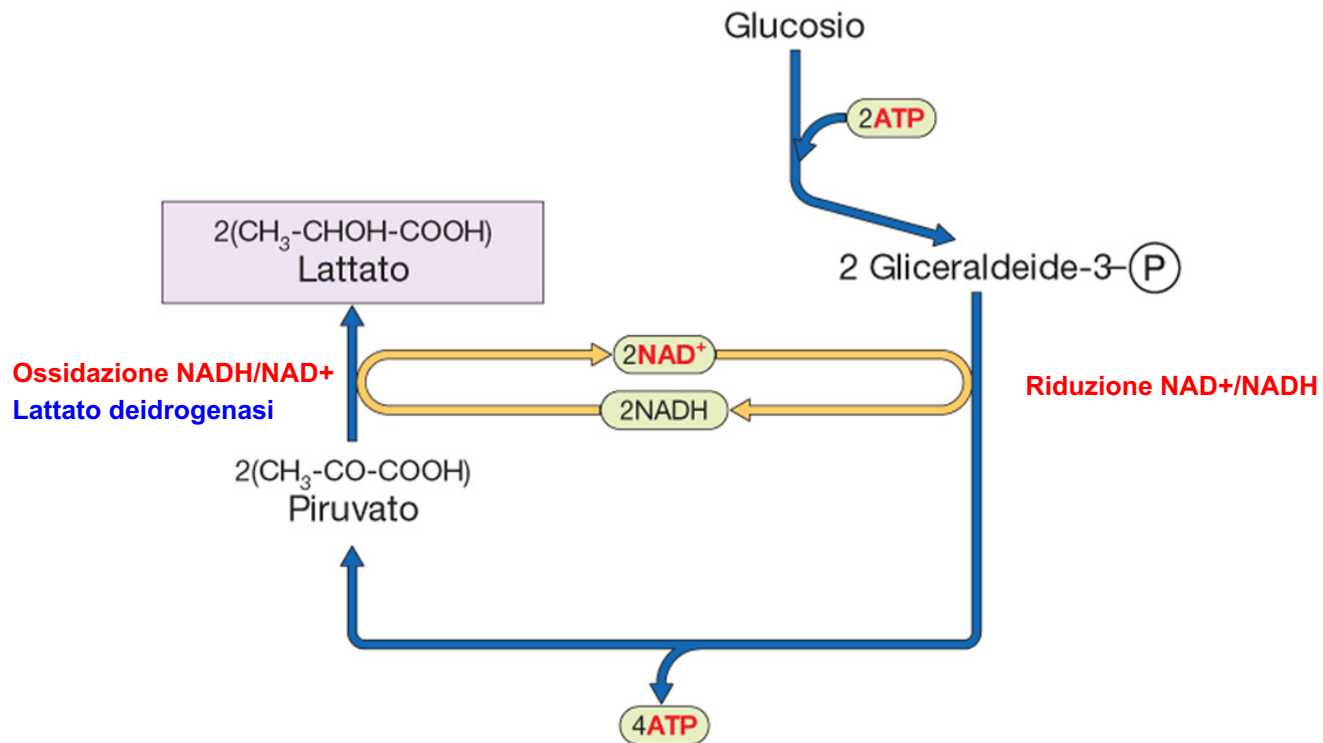 Glucosio
2ATP
2(CH₃-CHOH-COOH)
Lattato
2 Gliceraldeide-3-P
2NAD⁺
Ossidazione NADH/NAD+
Lattato deidrogenasi
Riduzione NAD+/NADH
2NADH
2(CH₃-CO-COOH)
Piruvato
4ATP